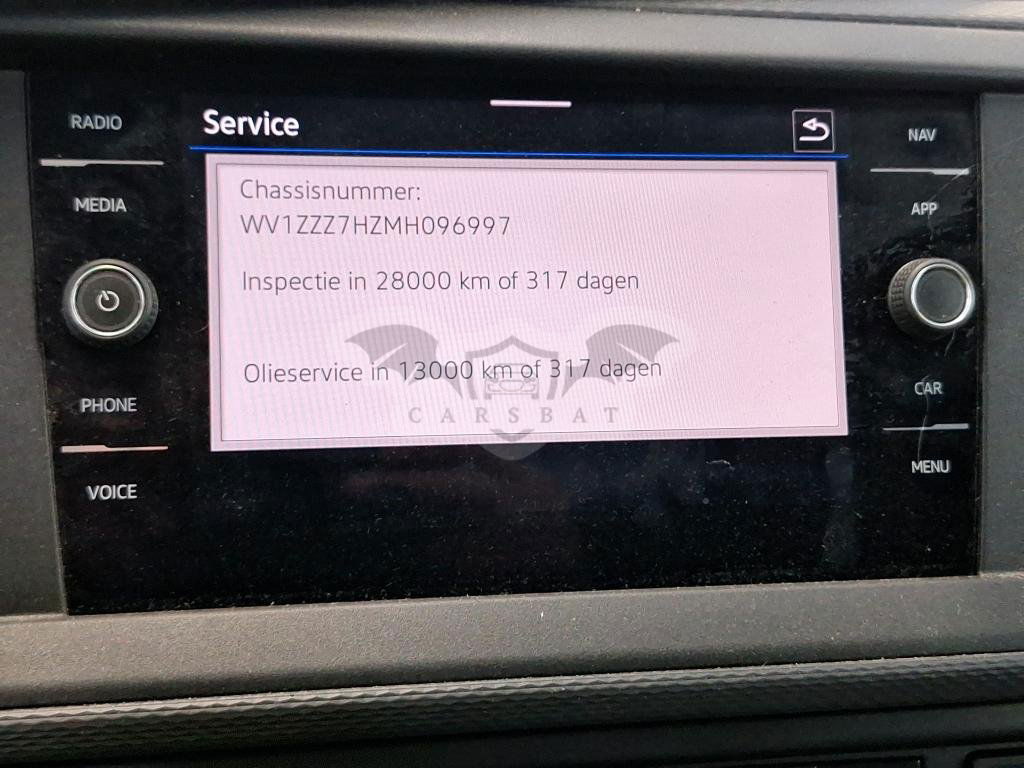 RADIO
MEDIA
PHONE
VOICE
Service
Chassisnummer:
WV1ZZZ7HZMH096997
Inspectie in 28000 km of 317 dagen
Olieservice in 13000 km of 317 dagen
CARSBAT
NAV
APP
CAR
MENU